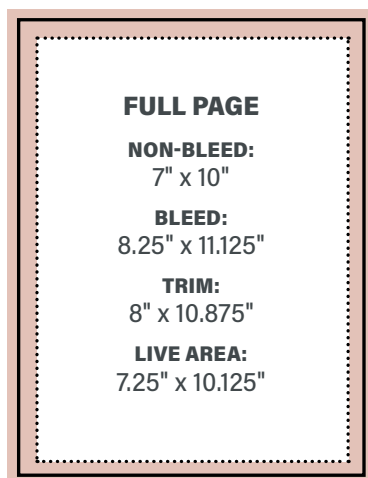 FULL PAGE
NON-BLEED:
7" x 10"
BLEED:
8.25" x 11.125"
TRIM:
8" x 10.875"
LIVE AREA:
7.25" x 10.125"